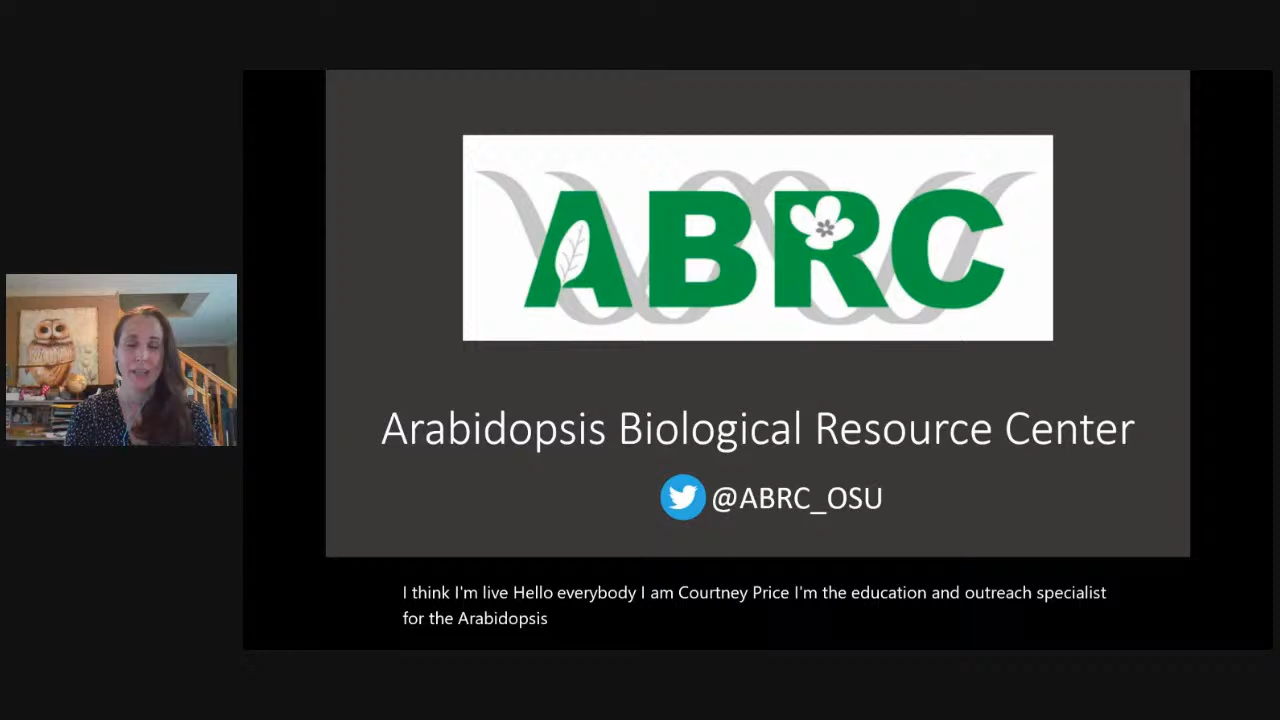 ABRC
Arabidopsis Biological Resource Center
@ABRC_OSU
I think I'm live Hello everybody I am Courtney Price I'm the education and outreach specialist
for the Arabidopsis